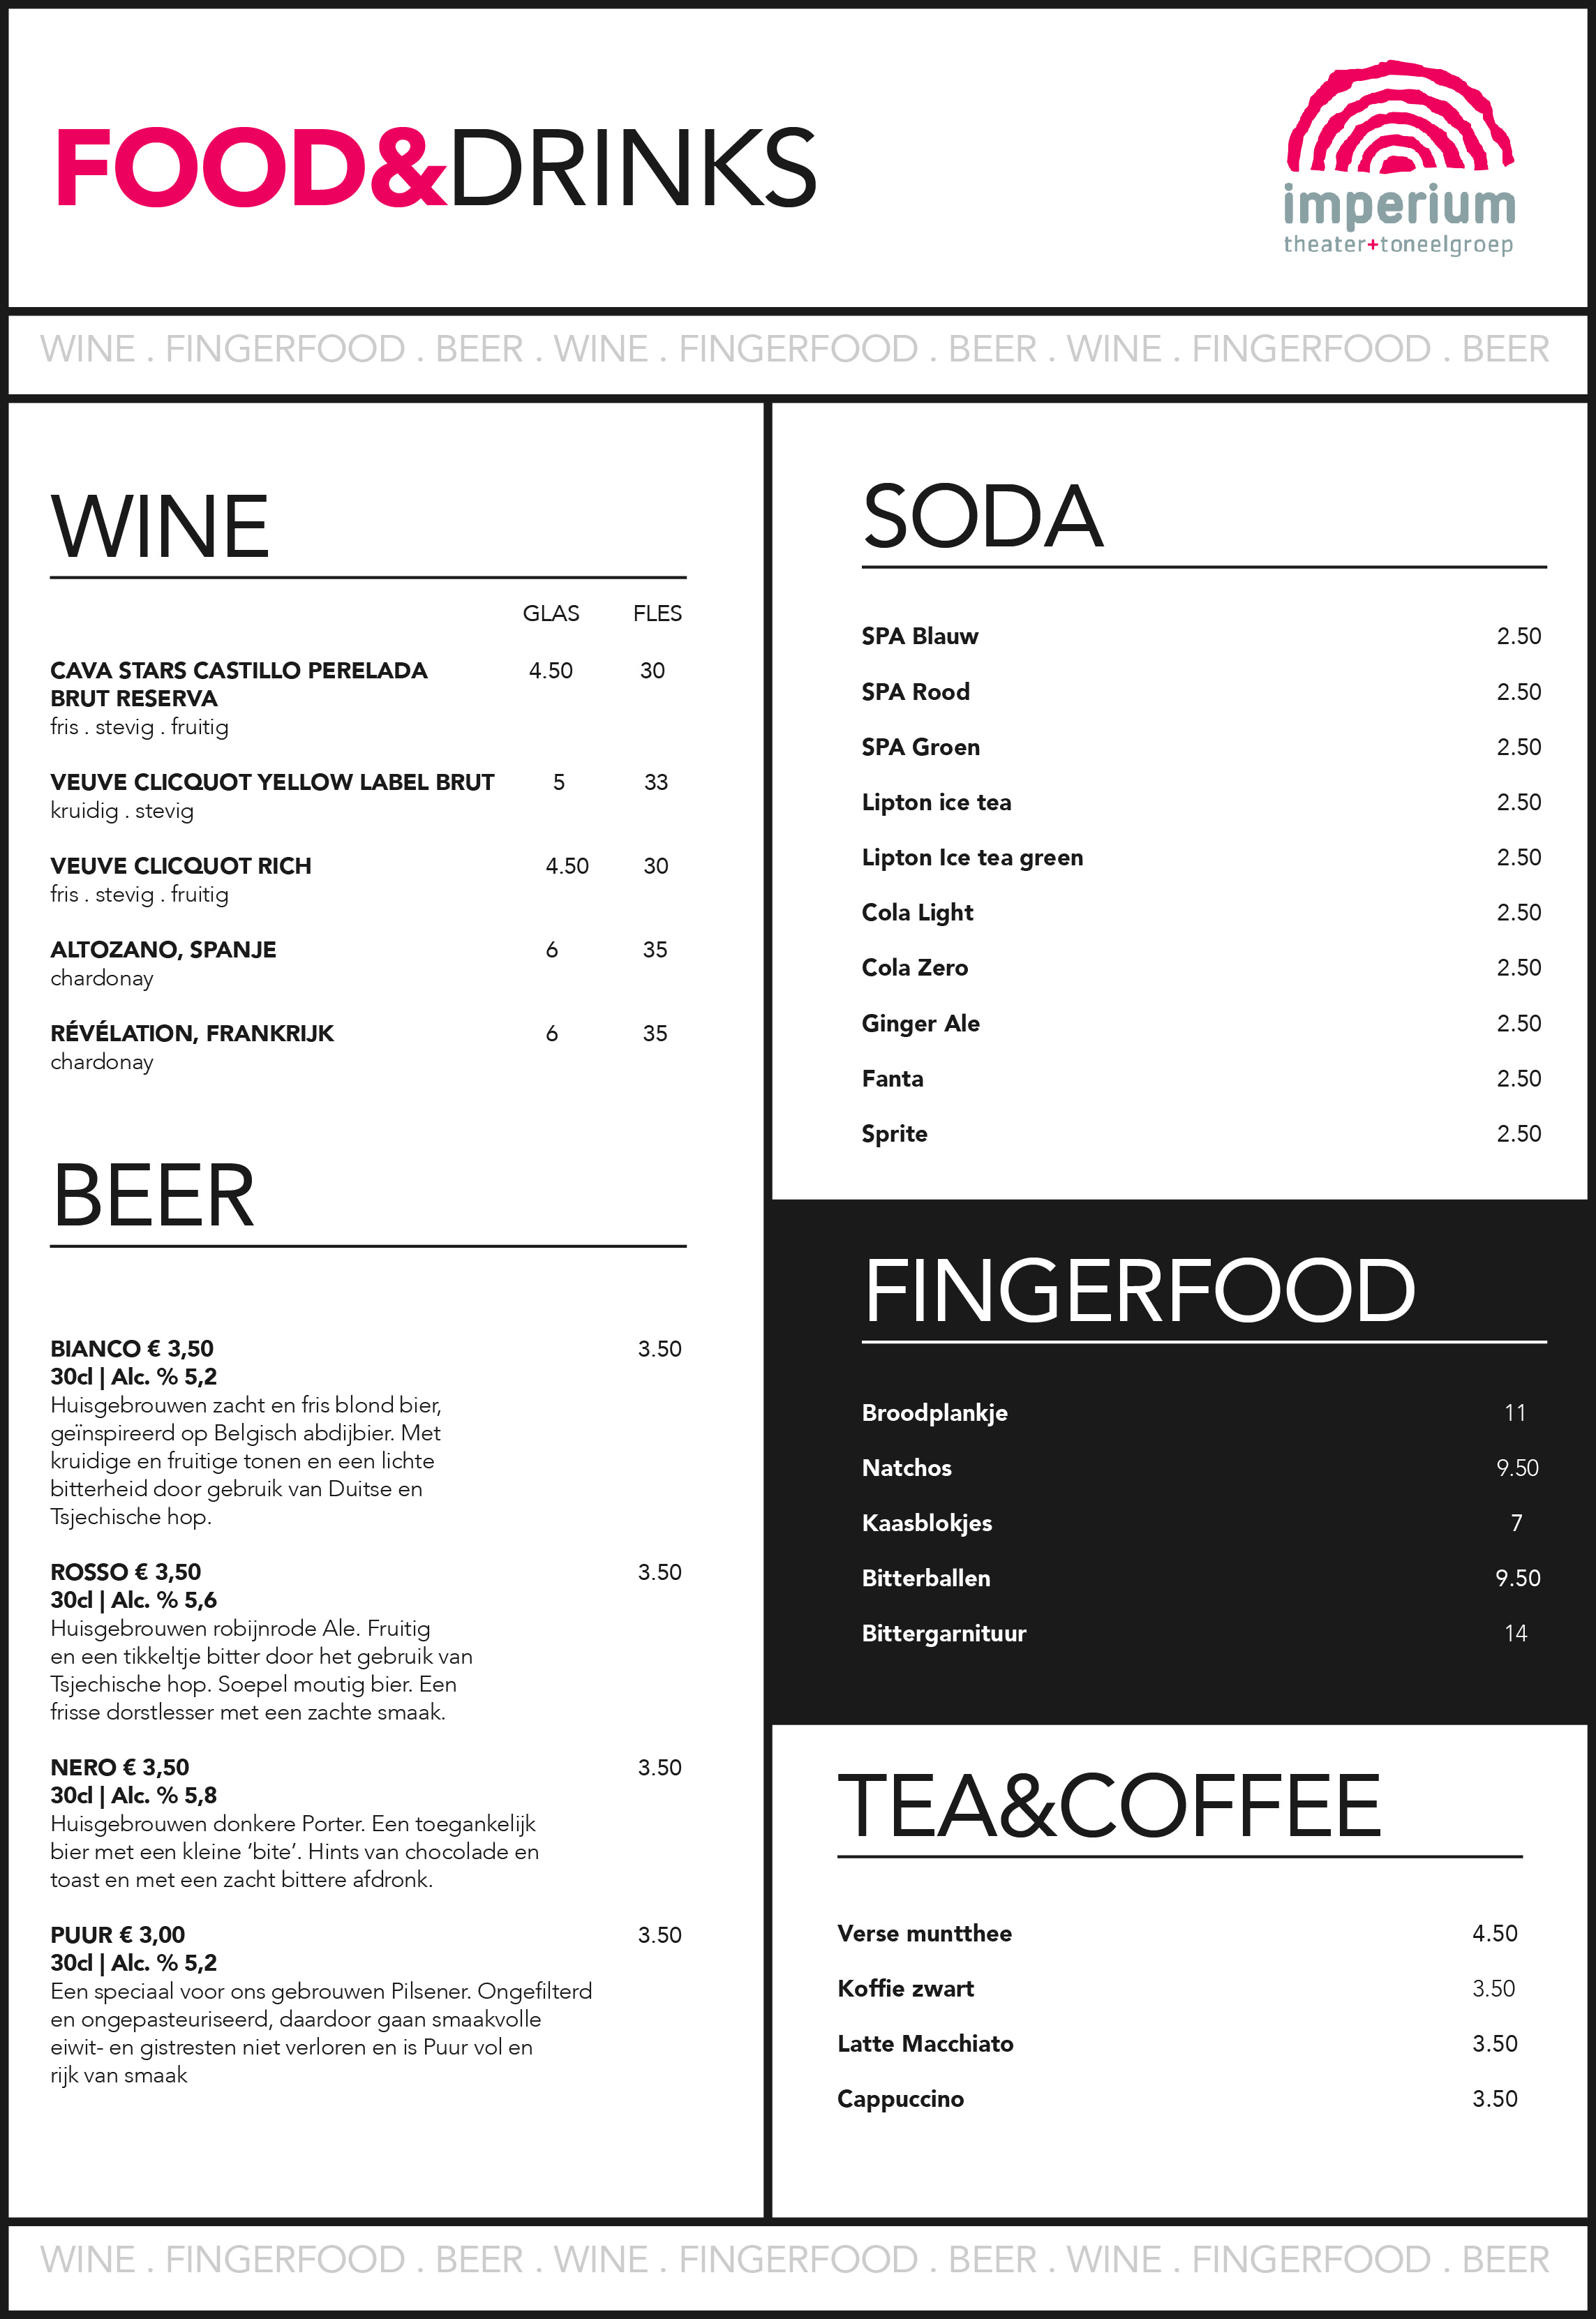 FOOD&DRINKS
imperium
theater+toneelgroep
WINE . FINGERFOOD . BEER . WINE . FINGERFOOD . BEER . WINE . FINGERFOOD . BEER
WINE
GLAS FLES
CAVA STARS CASTILLO PERELADA 4.50 30
BRUT RESERVA
fris . stevig . fruitig
VEUVE CLICQUOT YELLOW LABEL BRUT 5 33
kruidig . stevig
VEUVE CLICQUOT RICH 4.50 30
fris . stevig . fruitig
ALTOZANO, SPANJE 6 35
chardonay
RÉVÉLATION, FRANKRIJK 6 35
chardonay
BEER
BIANCO € 3,50 3.50
30cl | Alc. % 5,2
Huisgebrouwen zacht en fris blond bier,
geïnspireerd op Belgisch abdijbier. Met
kruidige en fruitige tonen en een lichte
bitterheid door gebruik van Duitse en
Tsjechische hop.
ROSSO € 3,50 3.50
30cl | Alc. % 5,6
Huisgebrouwen robijnrode Ale. Fruitig
en een tikkeltje bitter door het gebruik van
Tsjechische hop. Soepel moutig bier. Een
frisse dorstlesser met een zachte smaak.
NERO € 3,50 3.50
30cl | Alc. % 5,8
Huisgebrouwen donkere Porter. Een toegankelijk
bier met een kleine ‘bite’. Hints van chocolade en
toast en met een zacht bittere afdronk.
PUUR € 3,00 3.50
30cl | Alc. % 5,2
Een speciaal voor ons gebrouwen Pilsener. Ongefilterd
en ongepasteuriseerd, daardoor gaan smaakvolle
eiwit- en gistresten niet verloren en is Puur vol en
rijk van smaak
SODA
SPA Blauw 2.50
SPA Rood 2.50
SPA Groen 2.50
Lipton ice tea 2.50
Lipton Ice tea green 2.50
Cola Light 2.50
Cola Zero 2.50
Ginger Ale 2.50
Fanta 2.50
Sprite 2.50
FINGERFOOD
Broodplankje 11
Natchos 9.50
Kaasblokjes 7
Bitterballen 9.50
Bittergarnituur 14
TEA&COFFEE
Verse muntthee 4.50
Koffie zwart 3.50
Latte Macchiato 3.50
Cappuccino 3.50
WINE . FINGERFOOD . BEER . WINE . FINGERFOOD . BEER . WINE . FINGERFOOD . BEER